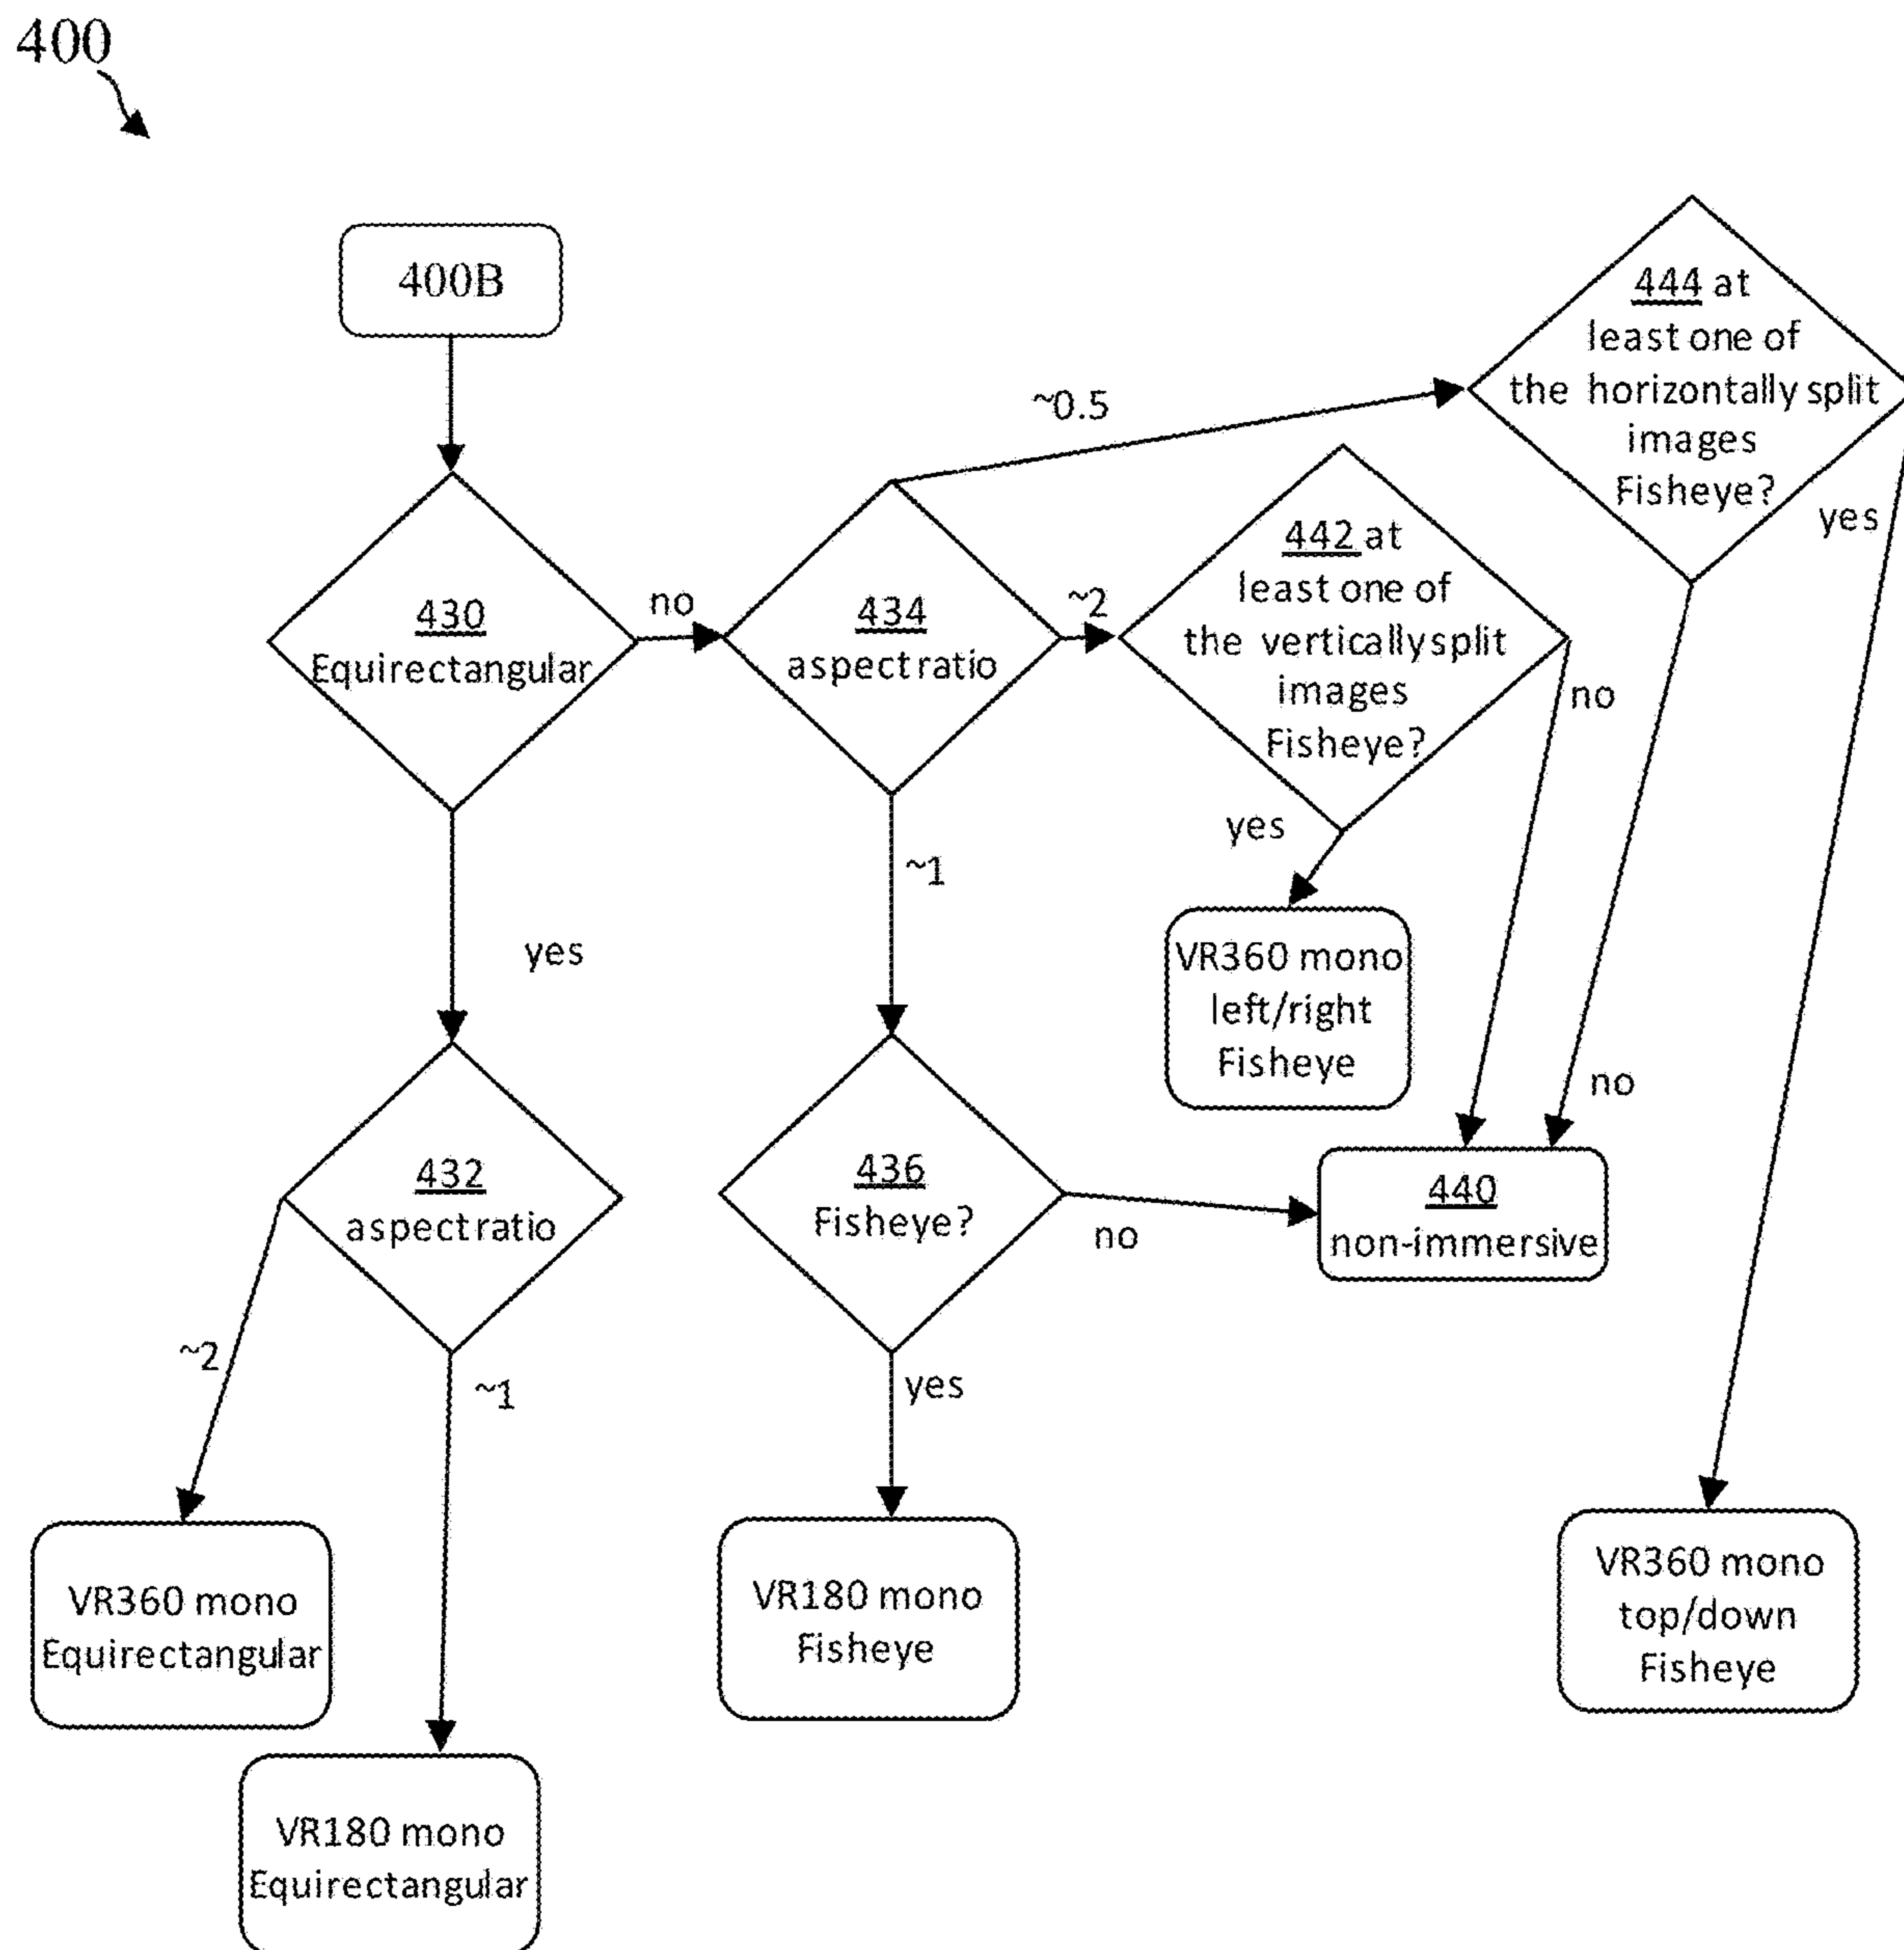 400
400B
444 at
least one of
the horizontally split
images
Fisheye?
yes
~0.5
442 at
least one of
the vertically split
images
Fisheye?
430
Equirectangular
no
434
aspect ratio
~2
no
yes
~1
yes
VR360 mono
left/right
Fisheye
no
432
aspect ratio
436
Fisheye?
no
440
non-immersive
~2
~1
yes
VR360 mono
Equirectangular
VR180 mono
Fisheye
VR360 mono
top/down
Fisheye
VR180 mono
Equirectangular